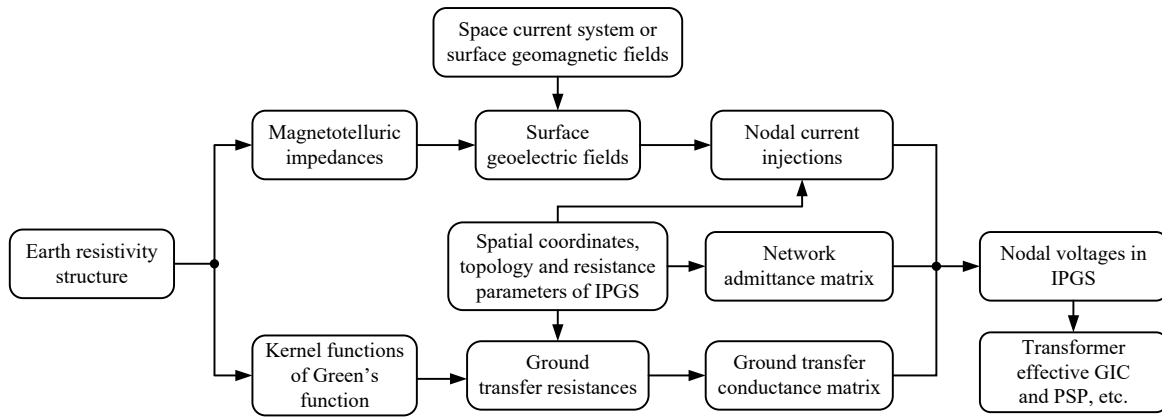 Space current system or
surface geomagnetic fields
Magnetotelluric
impedances
Surface
geoelectric fields
Nodal current
injections
Earth resistivity
structure
Spatial coordinates,
topology and resistance
parameters of IPGS
Network
admittance matrix
Nodal voltages in
IPGS
Kernel functions
of Green’s
function
Ground
transfer resistances
Ground transfer
conductance matrix
Transformer
effective GIC
and PSP, etc.